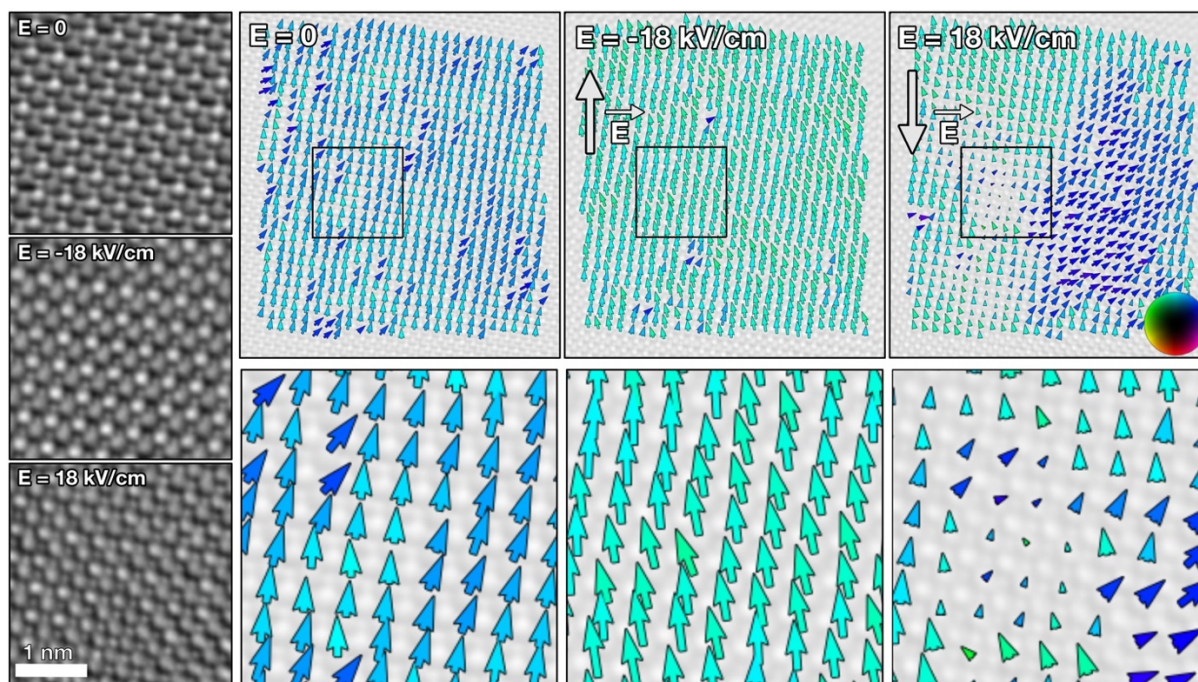 E = 0
E = -18 kV/cm
E = 18 kV/cm
1 nm
E = 0
E = -18 kV/cm
E
E = 18 kV/cm
E